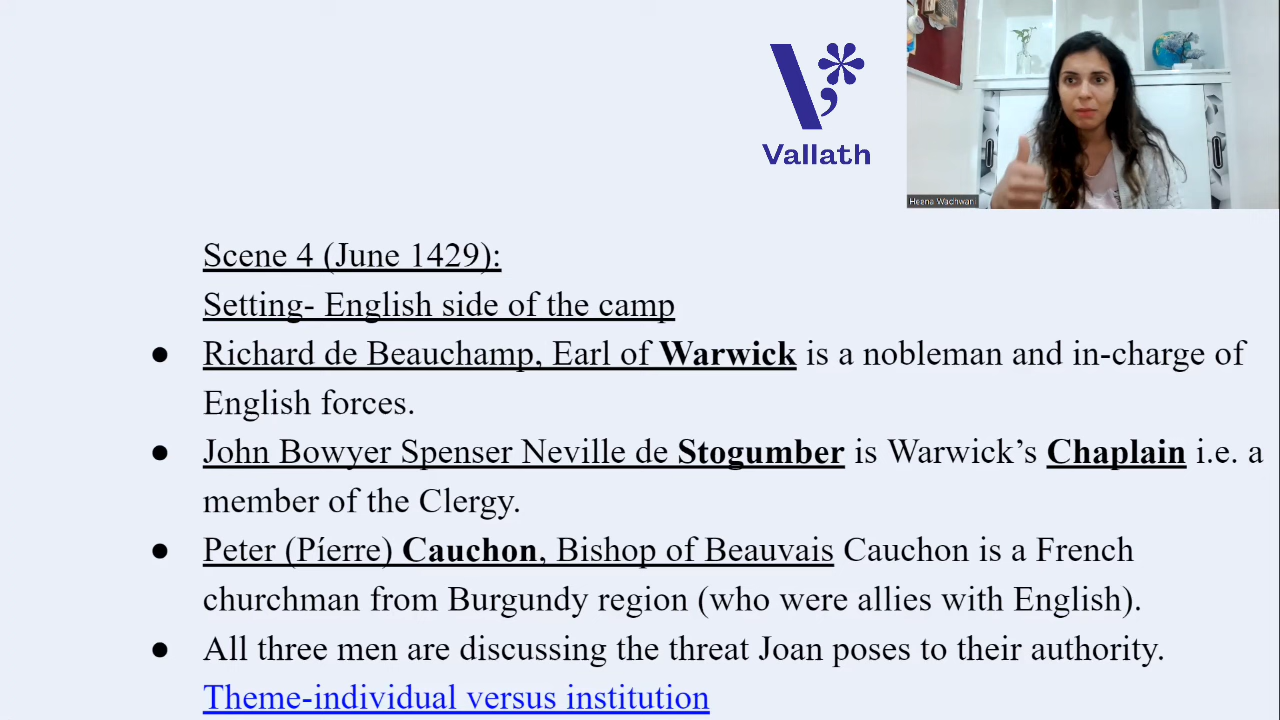 Vallath
Heena Wadhwani
Scene 4 (June 1429):
Setting- English side of the camp
● Richard de Beauchamp, Earl of Warwick is a nobleman and in-charge of
English forces.
● John Bowyer Spenser Neville de Stogumber is Warwick’s Chaplain i.e. a
member of the Clergy.
● Peter (Píerre) Cauchon, Bishop of Beauvais Cauchon is a French
churchman from Burgundy region (who were allies with English).
● All three men are discussing the threat Joan poses to their authority.
Theme-individual versus institution